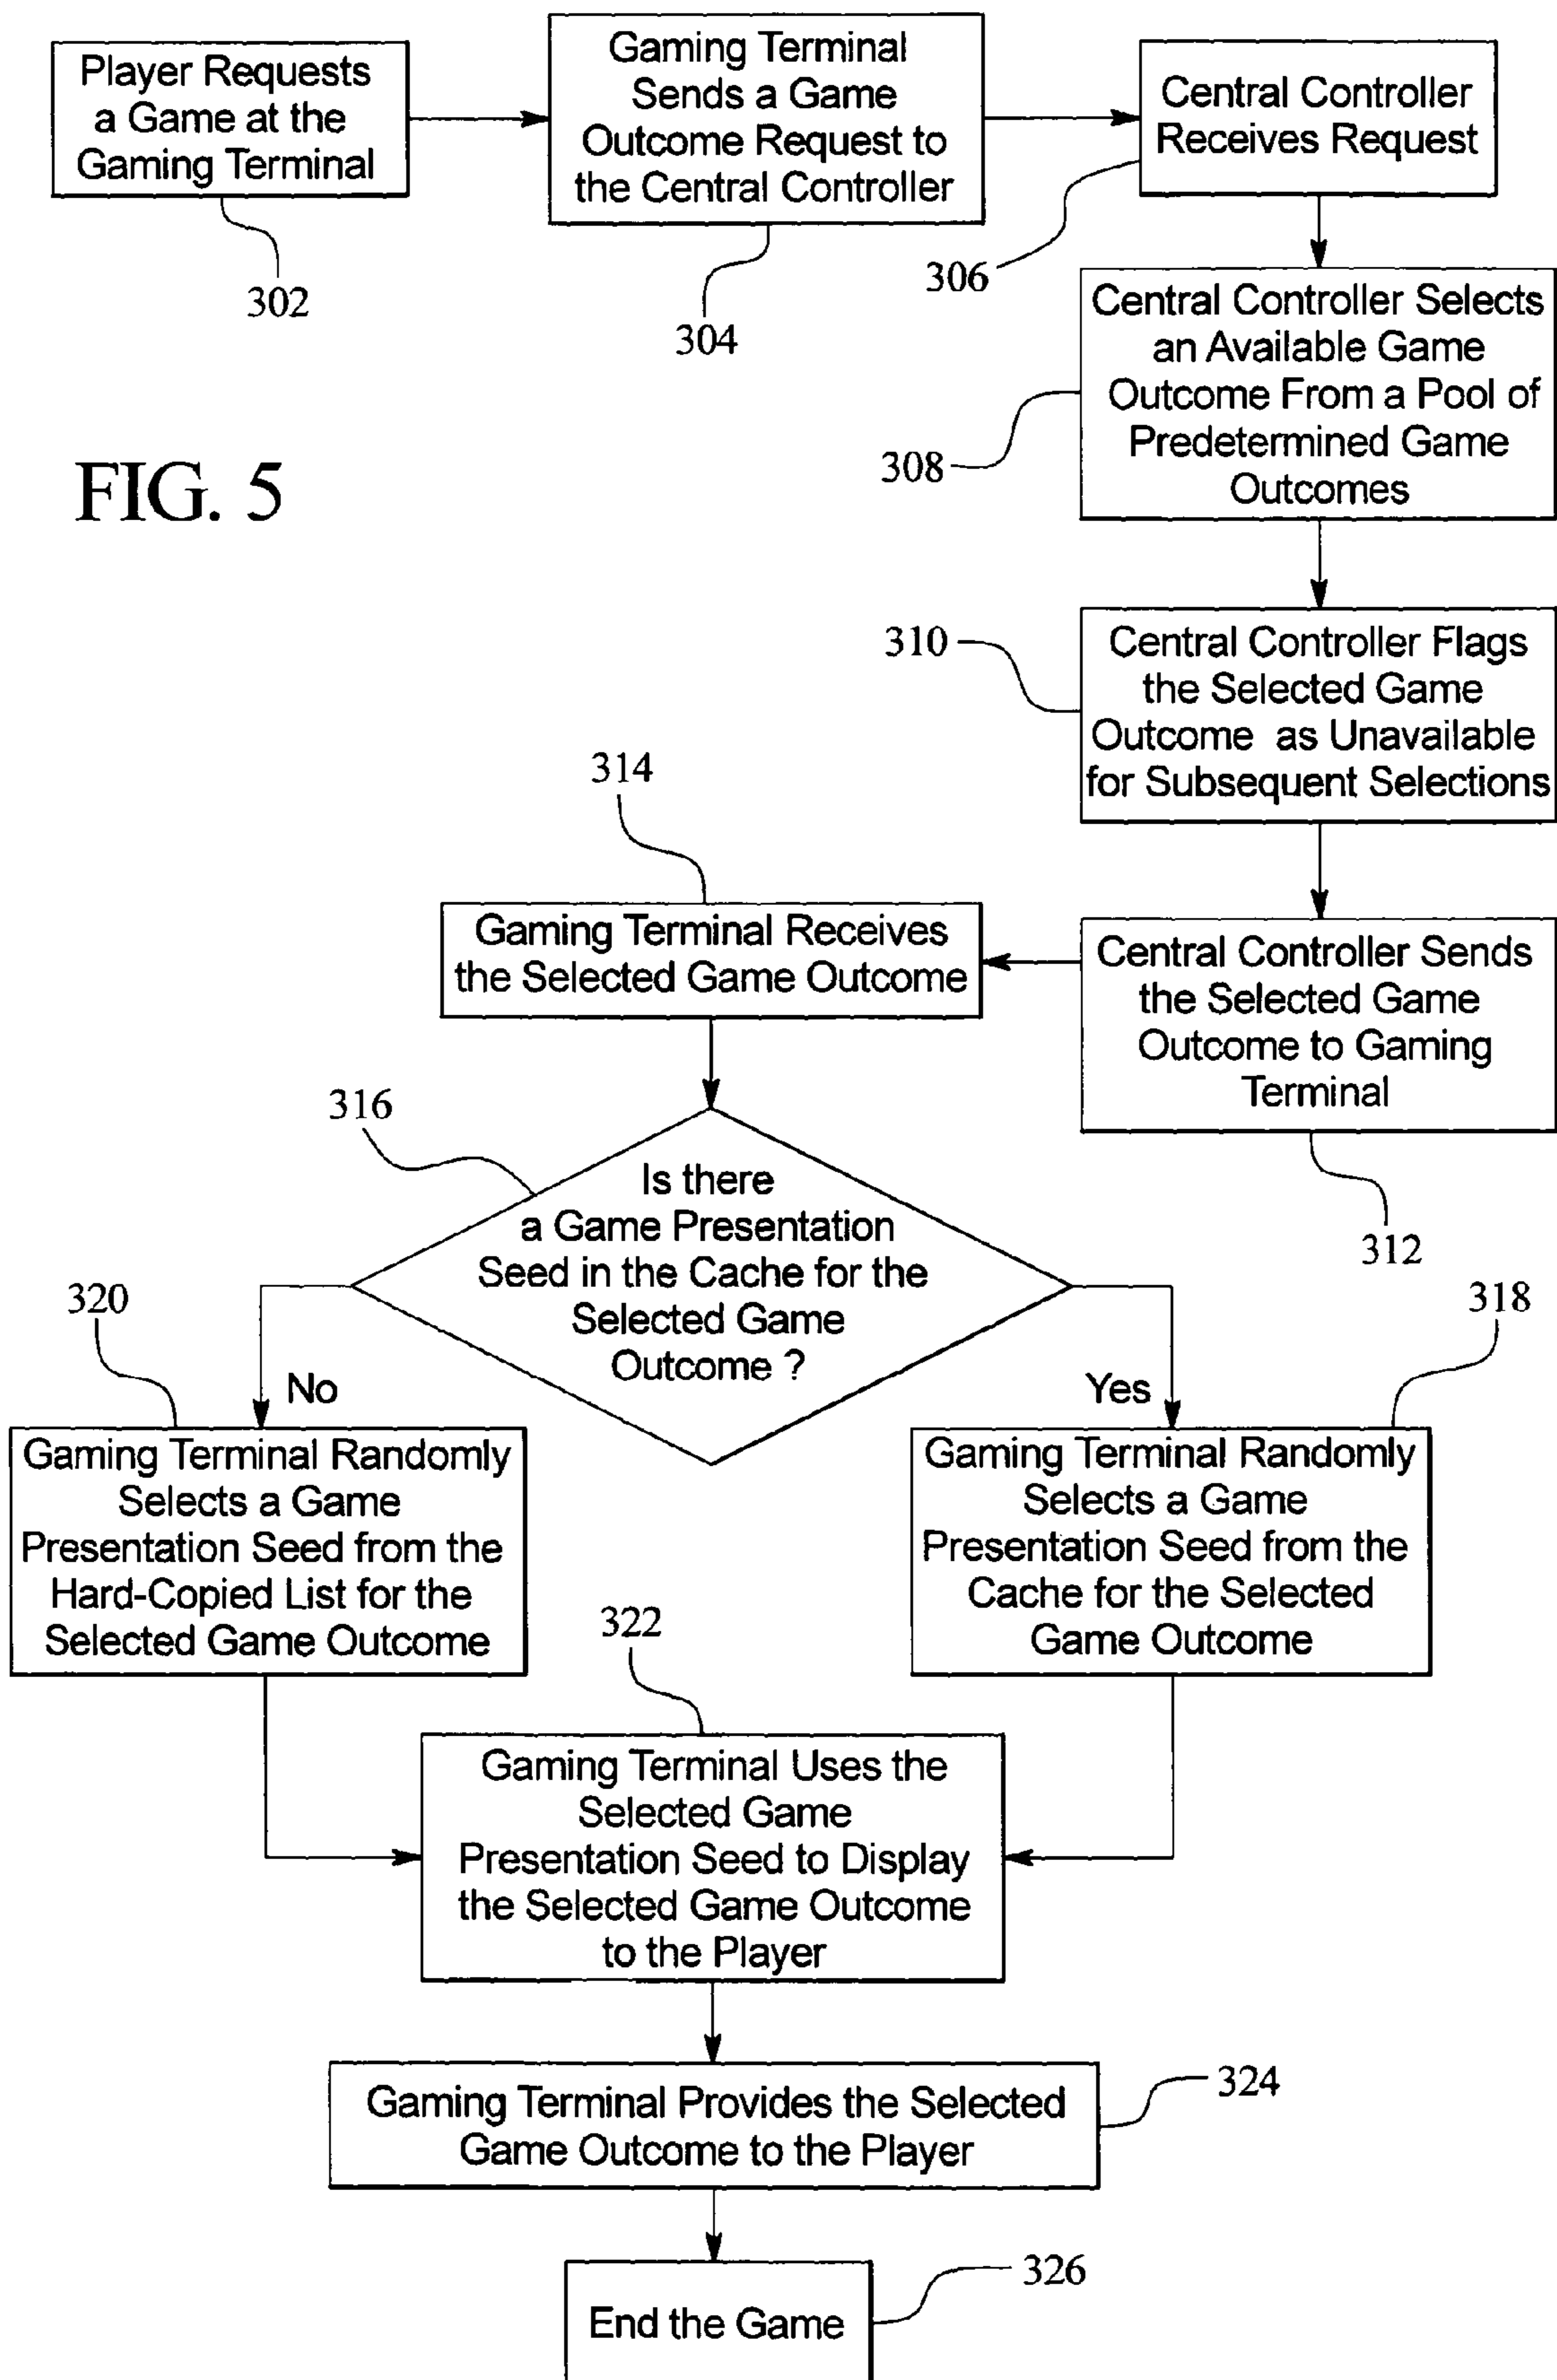 Player Requests
a Game at the
Gaming Terminal
302
Gaming Terminal
Sends a Game
Outcome Request to
the Central Controller
304
Central Controller
Receives Request
306
Central Controller Selects
an Available Game
Outcome From a Pool of
Predetermined Game
Outcomes
308
FIG. 5
Central Controller Flags
the Selected Game
Outcome as Unavailable
for Subsequent Selections
310
Central Controller Sends
the Selected Game
Outcome to Gaming
Terminal
312
314
Gaming Terminal Receives
the Selected Game Outcome
316
Is there
a Game Presentation
Seed in the Cache for the
Selected Game
Outcome ?
320
No
Gaming Terminal Randomly
Selects a Game
Presentation Seed from the
Hard-Copied List for the
Selected Game Outcome
318
Yes
Gaming Terminal Randomly
Selects a Game
Presentation Seed from the
Cache for the Selected
Game Outcome
322
Gaming Terminal Uses the
Selected Game
Presentation Seed to Display
the Selected Game Outcome
to the Player
Gaming Terminal Provides the Selected
Game Outcome to the Player
324
End the Game
326